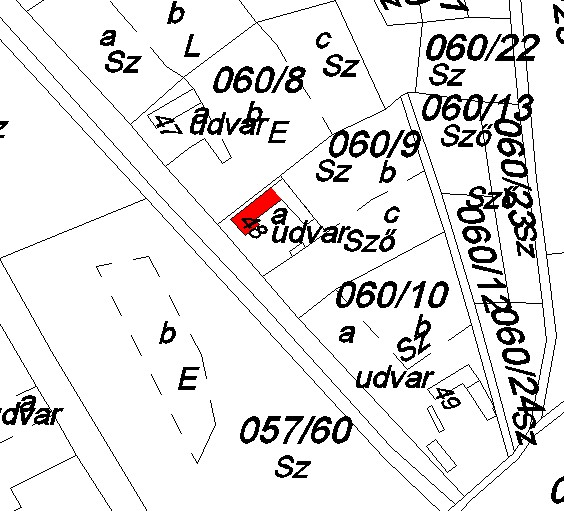 b
a
L
Sz
c
Sz
060/22
Sz
060/8
a
b
47
udvar
E
060/13
Sző
060/9
Sz
b
060/23
Sz
48
a
udvar
c
Sző
060/12
060/10
a
b
Sz
udvar
49
060/24
Sz
b
E
a
udvar
057/60
Sz